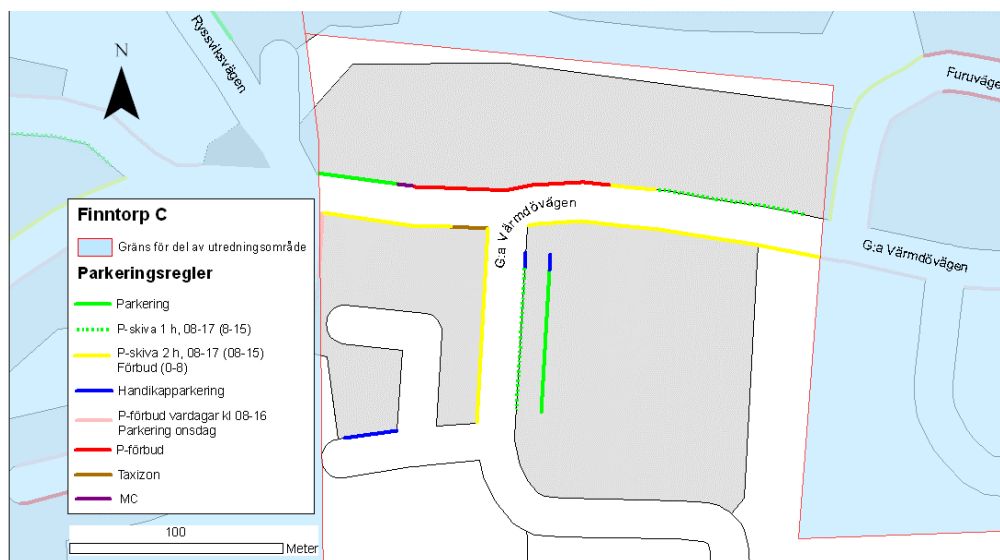 Ryssviksvägen
N
Furuvägen
G:a Värmdövägen
G:a Värmdövägen
Finntorp C
Gräns för del av utredningsområde
Parkeringsregler
Parkering
P-skiva 1 h, 08-17 (8-15)
P-skiva 2 h, 08-17 (08-15)
Förbud (0-8)
Handikapparkering
P-förbud vardagar kl 08-16
Parkering onsdag
P-förbud
Taxizon
MC
100
Meter